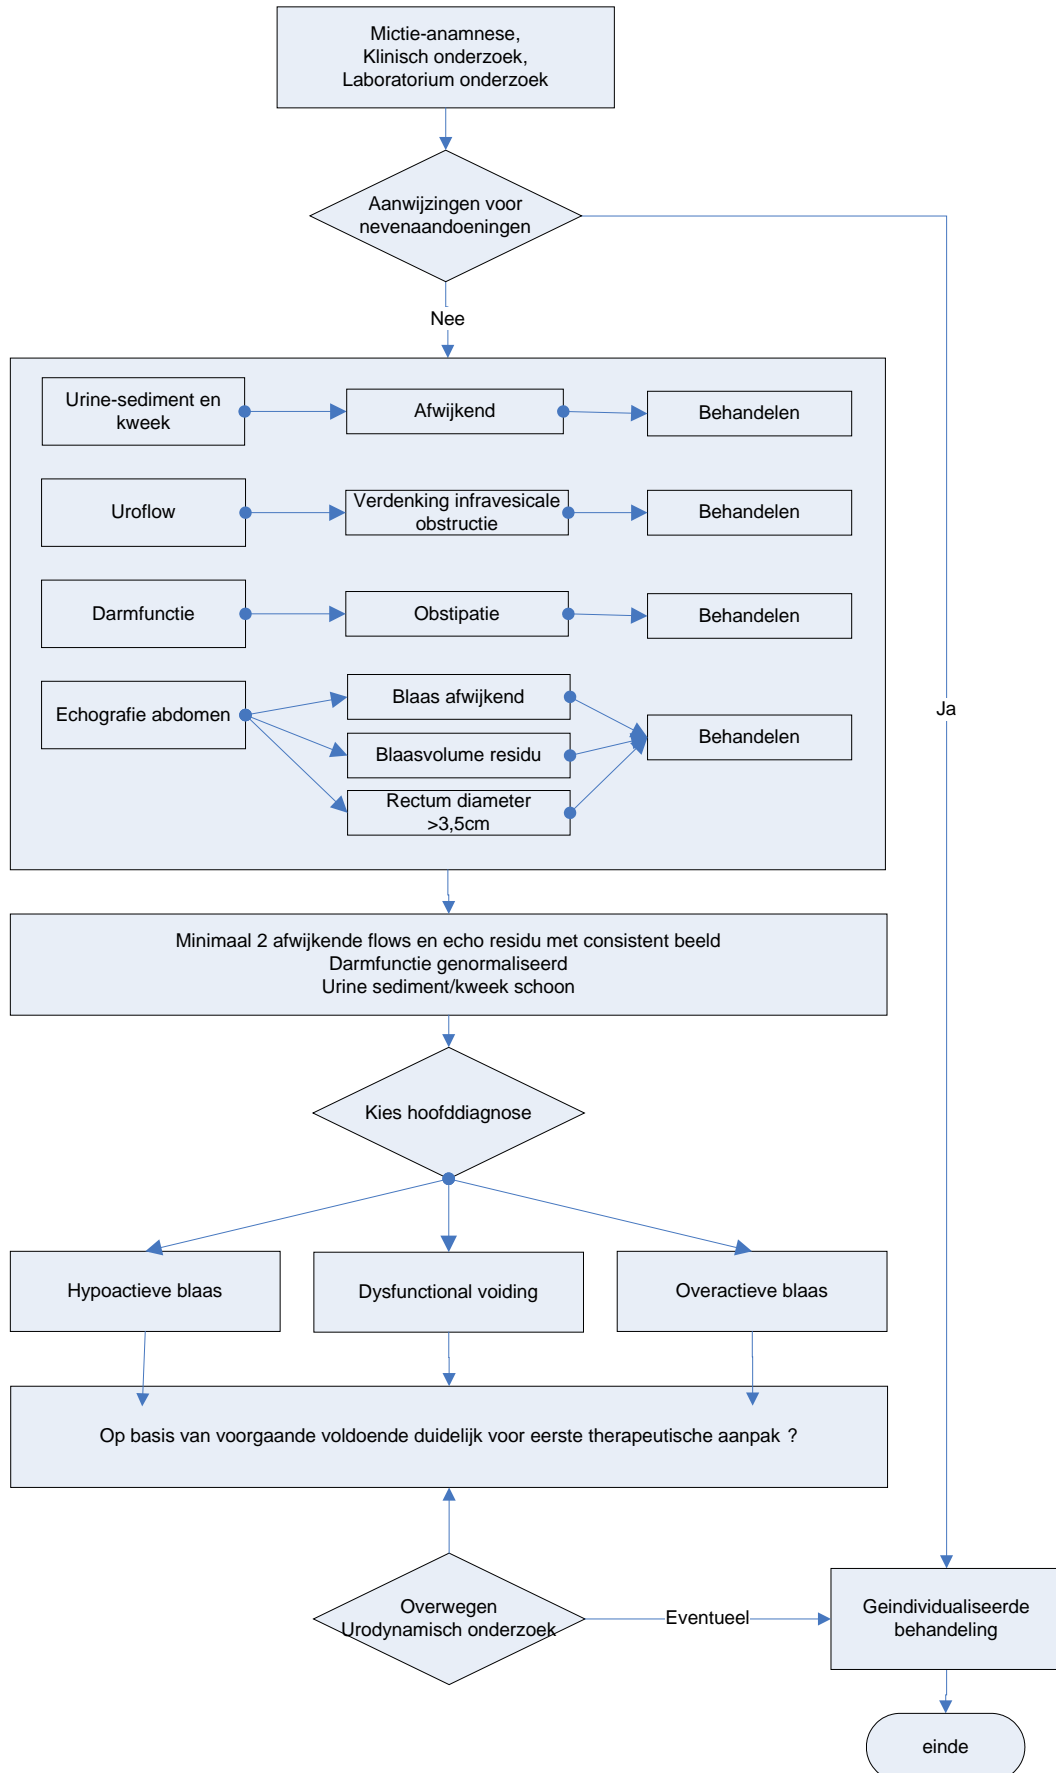 Mictie-anamnese,
Klinisch onderzoek,
Laboratorium onderzoek
Aanwijzingen voor
nevenaandoeningen
Nee
Urine-sediment en
kweek
Afwijkend
Behandelen
Uroflow
Verdenking infravesicale
obstructie
Behandelen
Darmfunctie
Obstipatie
Behandelen
Echografie abdomen
Blaas afwijkend
Blaasvolume residu
Rectum diameter
>3,5cm
Behandelen
Ja
Minimaal 2 afwijkende flows en echo residu met consistent beeld
Darmfunctie genormaliseerd
Urine sediment/kweek schoon
Kies hoofddiagnose
Hypoactieve blaas
Dysfunctional voiding
Overactieve blaas
Op basis van voorgaande voldoende duidelijk voor eerste therapeutische aanpak ?
Overwegen
Urodynamisch onderzoek
Eventueel
Geindividualiseerde
behandeling
einde